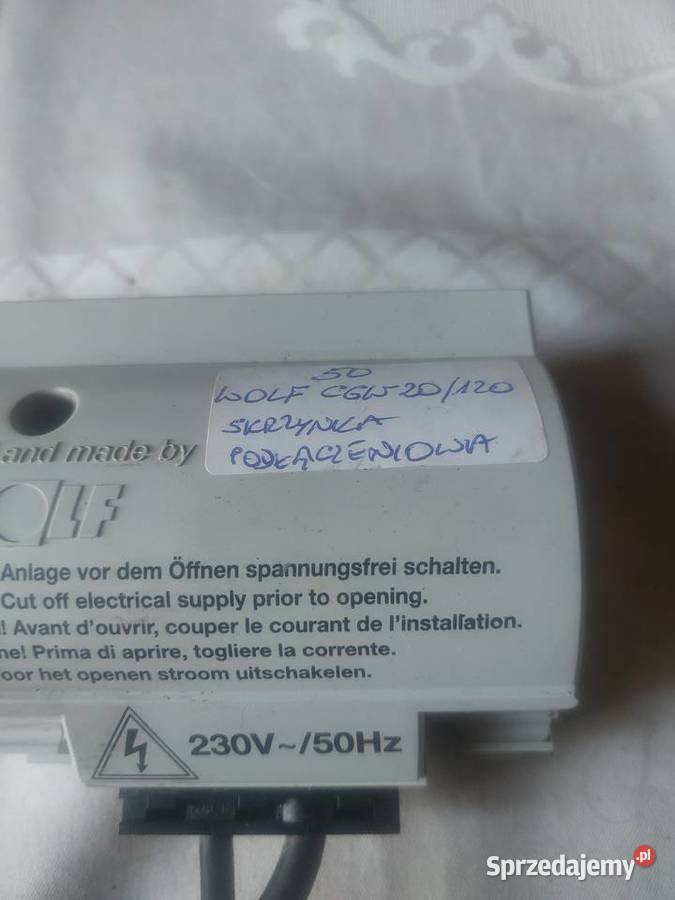 50
WOLF CGW 20/120
SKRZYNKA
PODŁĄCZENIOWA
and made by
OLF
Anlage vor dem Öffnen spannungsfrei schalten.
Cut off electrical supply prior to opening.
! Avant d'ouvrir, couper le courant de l'installation.
ne! Prima di aprire, togliere la corrente.
oor het openen stroom uitschakelen.
230V~/50Hz
Sprzedajemy.pl